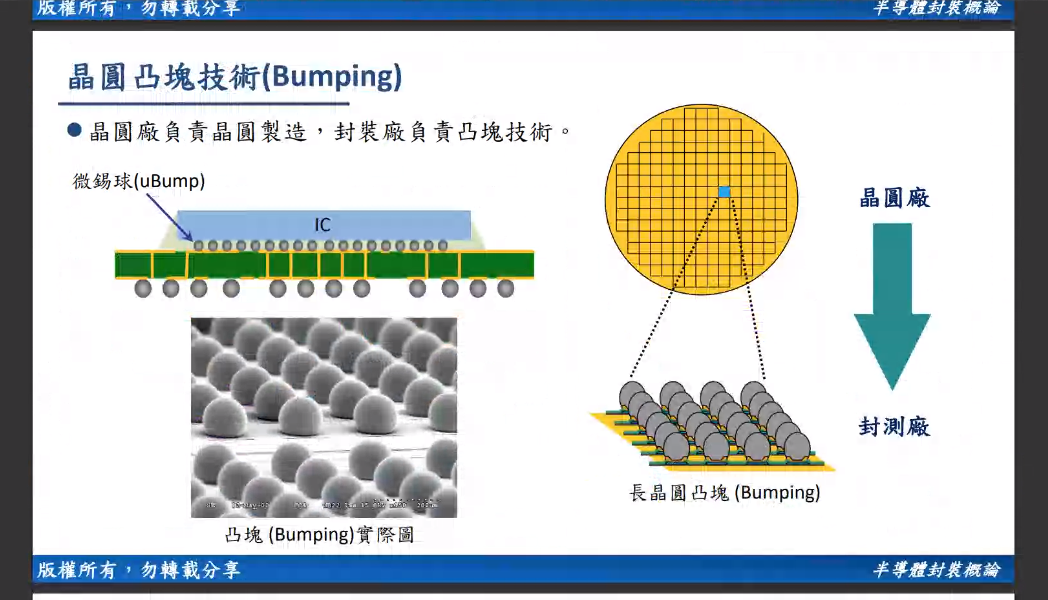 版權所有，勿轉載分享
半導體封裝概論
晶圓凸塊技術(Bumping)
晶圓廠負責晶圓製造，封裝廠負責凸塊技術。
微錫球(uBump)
IC
晶圓廠
封測廠
長晶圓凸塊 (Bumping)
凸塊 (Bumping)實際圖
版權所有，勿轉載分享
半導體封裝概論